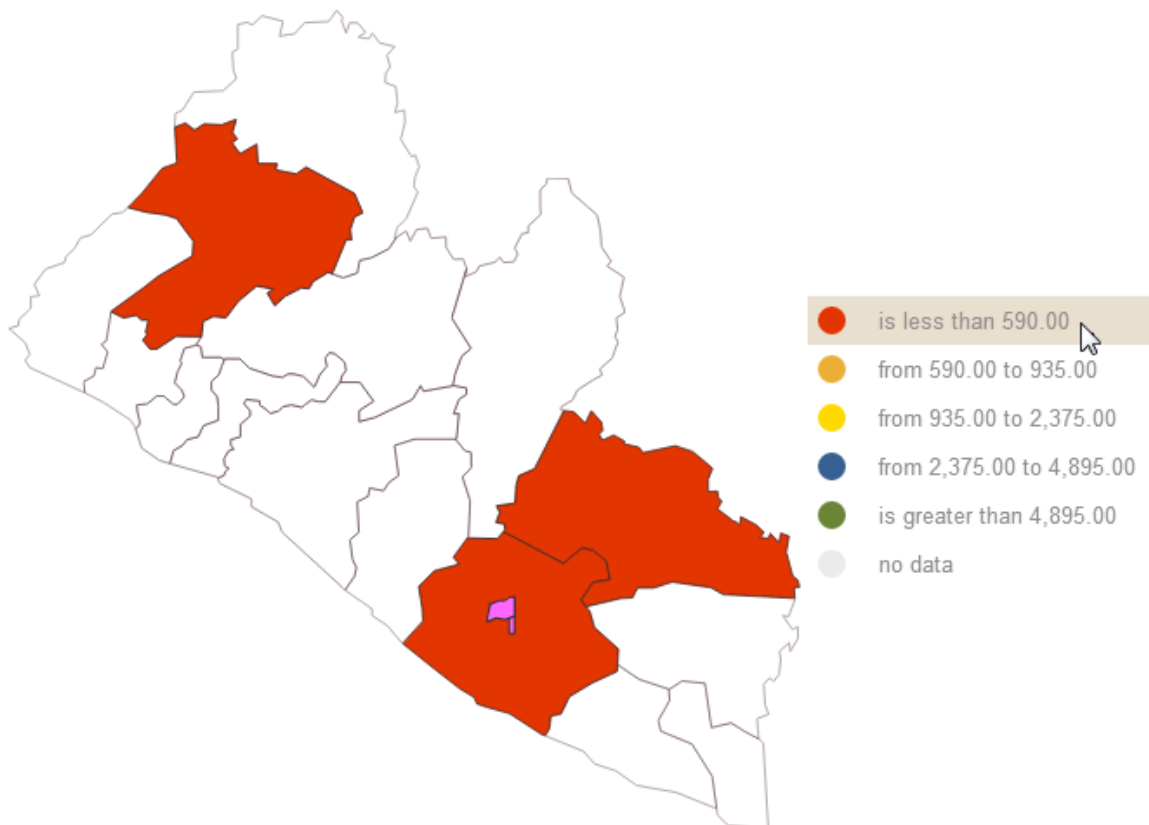 is less than 590.00
from 590.00 to 935.00
from 935.00 to 2,375.00
from 2,375.00 to 4,895.00
is greater than 4,895.00
no data